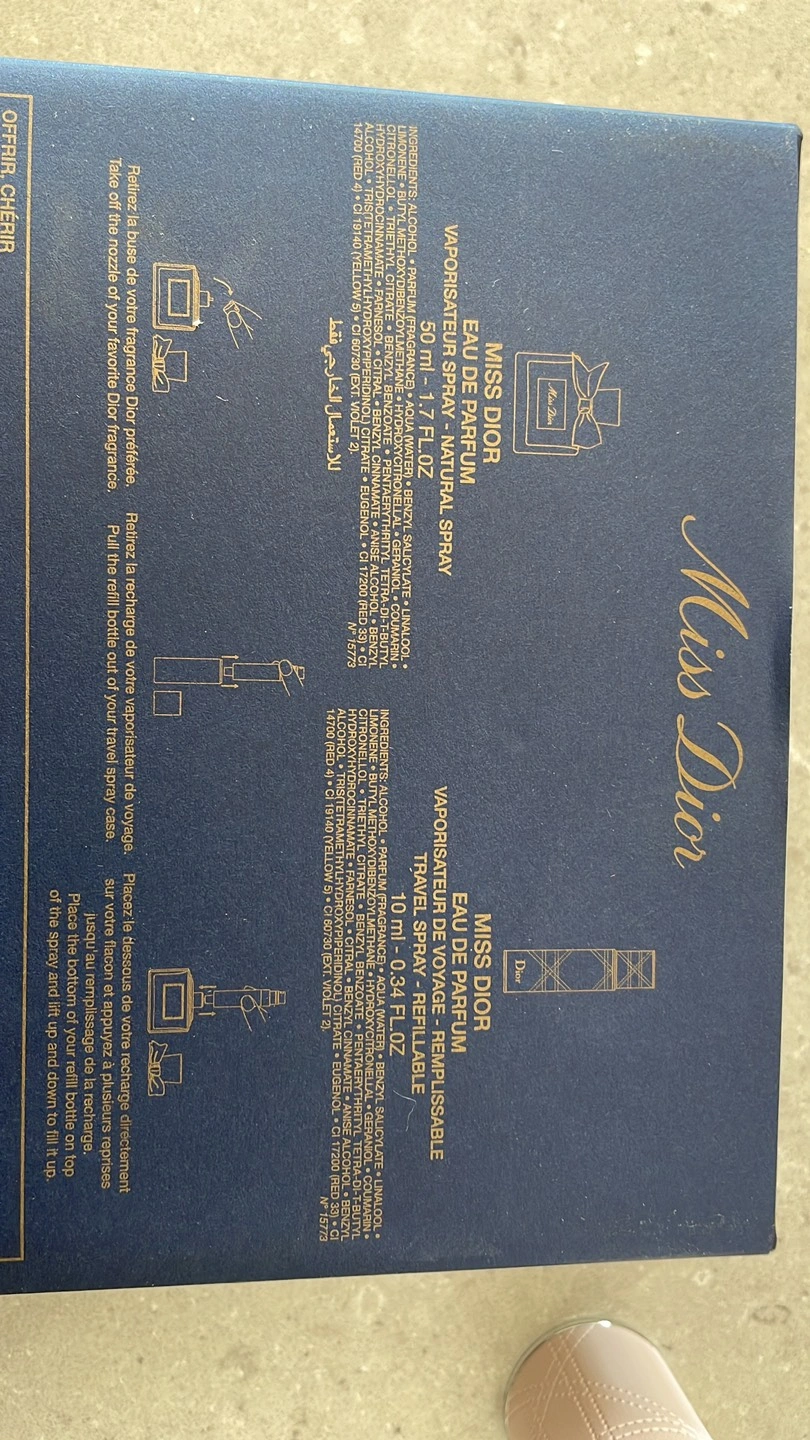 Miss Dior
Miss Dior
MISS DIOR
EAU DE PARFUM
VAPORISATEUR SPRAY - NATURAL SPRAY
50 ml - 1.7 FL.OZ
INGREDIENTS: ALCOHOL • PARFUM (FRAGRANCE) • AQUA (WATER) • BENZYL SALICYLATE • LINALOOL •
LIMONENE • BUTYL METHOXYDIBENZOYLMETHANE • HYDROXYCITRONELLAL • GERANIOL • COUMARIN •
CITRONELLOL • TRIETHYL CITRATE • BENZYL BENZOATE • PENTAERYTHRITYL TETRA-DI-T-BUTYL
HYDROXYHYDROCINNAMATE • FARNESOL • CITRAL • BENZYL CINNAMATE • ANISE ALCOHOL • BENZYL
ALCOHOL • TRIS(TETRAMETHYLHYDROXYPIPERIDINOL) CITRATE • EUGENOL • CI 17200 (RED 33) • CI
14700 (RED 4) • CI 19140 (YELLOW 5) • CI 60730 (EXT. VIOLET 2). N° 15773
للاستعمال الخارجي فقط
Dior
MISS DIOR
EAU DE PARFUM
VAPORISATEUR DE VOYAGE - REMPLISSABLE
TRAVEL SPRAY - REFILLABLE
10 ml - 0.34 FL.OZ
INGREDIENTS: ALCOHOL • PARFUM (FRAGRANCE) • AQUA (WATER) • BENZYL SALICYLATE • LINALOOL •
LIMONENE • BUTYL METHOXYDIBENZOYLMETHANE • HYDROXYCITRONELLAL • GERANIOL • COUMARIN •
CITRONELLOL • TRIETHYL CITRATE • BENZYL BENZOATE • PENTAERYTHRITYL TETRA-DI-T-BUTYL
HYDROXYHYDROCINNAMATE • FARNESOL • CITRAL • BENZYL CINNAMATE • ANISE ALCOHOL • BENZYL
ALCOHOL • TRIS(TETRAMETHYLHYDROXYPIPERIDINOL) CITRATE • EUGENOL • CI 17200 (RED 33) • CI
14700 (RED 4) • CI 19140 (YELLOW 5) • CI 60730 (EXT. VIOLET 2). N° 15773
Retirez la buse de votre fragrance Dior préférée.
Take off the nozzle of your favorite Dior fragrance.
Retirez la recharge de votre vaporisateur de voyage.
Pull the refill bottle out of your travel spray case.
Placez le dessous de votre recharge directement
sur votre flacon et appuyez à plusieurs reprises
jusqu'au remplissage de la recharge.
Place the bottom of your refill bottle on top
of the spray and lift up and down to fill it up.
OFFRIR, CHÉRIR